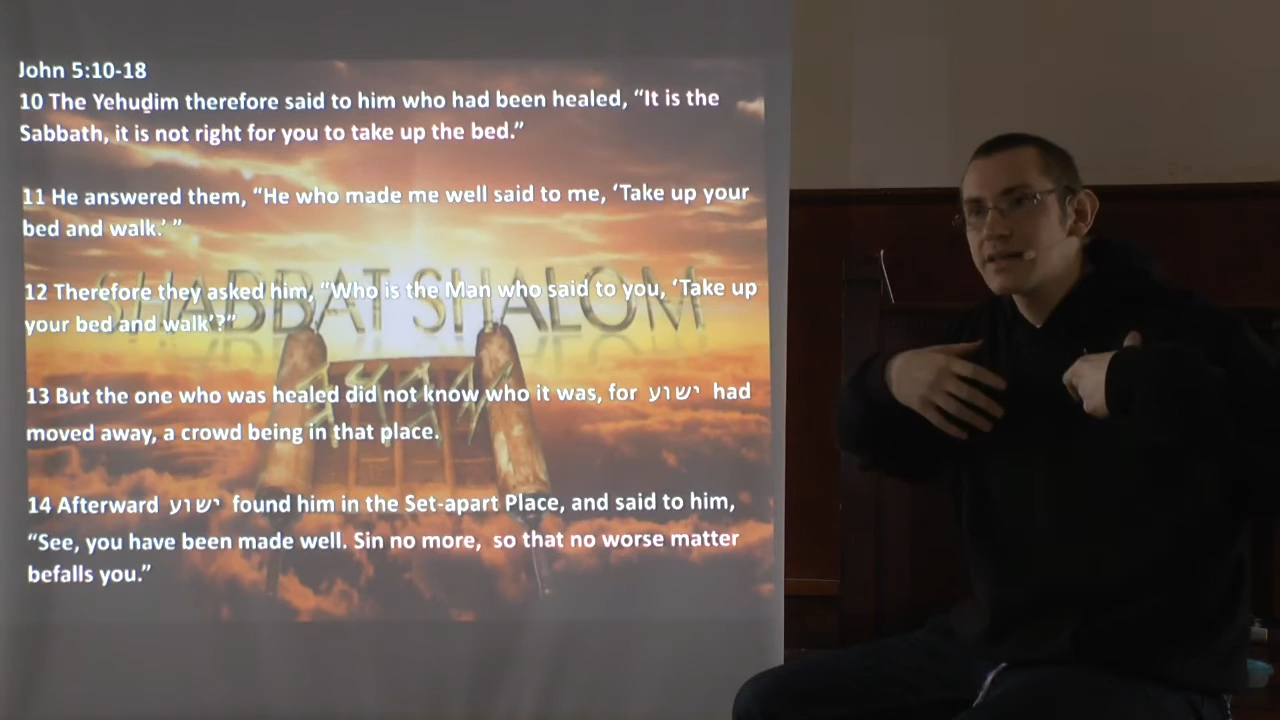 John 5:10-18
10 The Yehuḏim therefore said to him who had been healed, “It is the
Sabbath, it is not right for you to take up the bed.”
11 He answered them, “He who made me well said to me, ‘Take up your
bed and walk.’ ”
SHABBAT SHALOM
12 Therefore they asked him, “Who is the Man who said to you, ‘Take up
your bed and walk’?”
13 But the one who was healed did not know who it was, for ישוע had
moved away, a crowd being in that place.
14 Afterward ישוע found him in the Set-apart Place, and said to him,
“See, you have been made well. Sin no more, so that no worse matter
befalls you.”